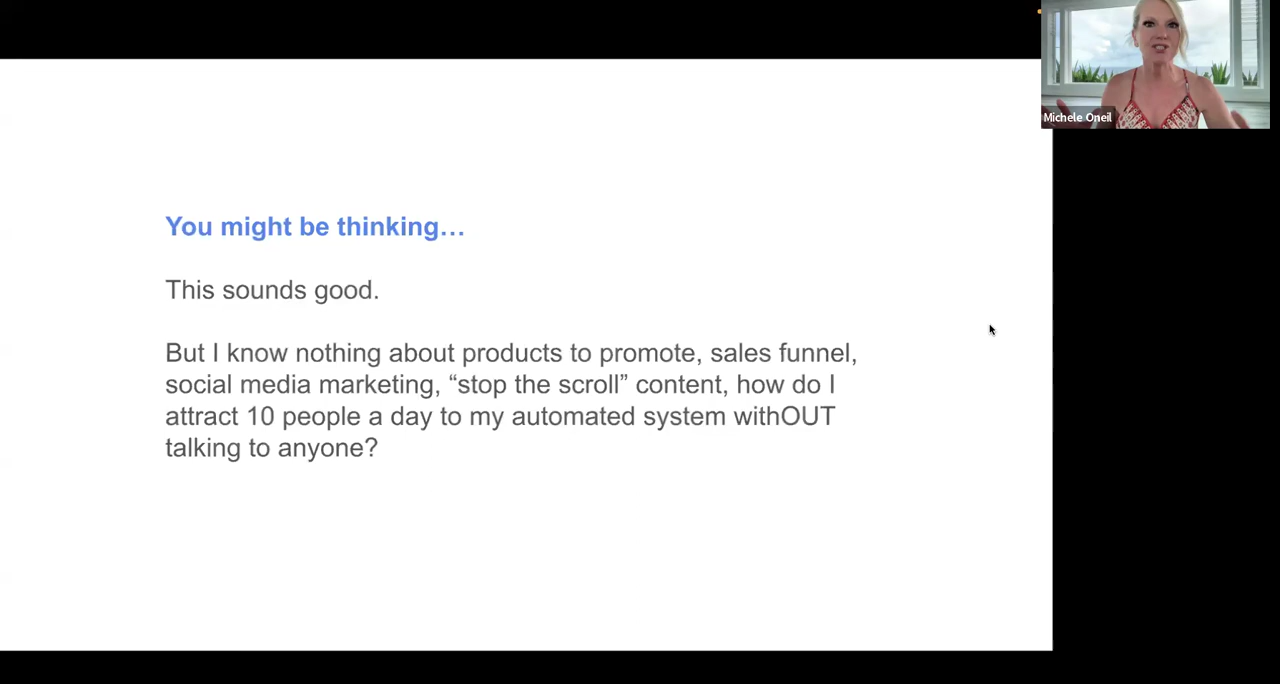 Michele Oneil
You might be thinking…
This sounds good.
But I know nothing about products to promote, sales funnel,
social media marketing, “stop the scroll” content, how do I
attract 10 people a day to my automated system withOUT
talking to anyone?